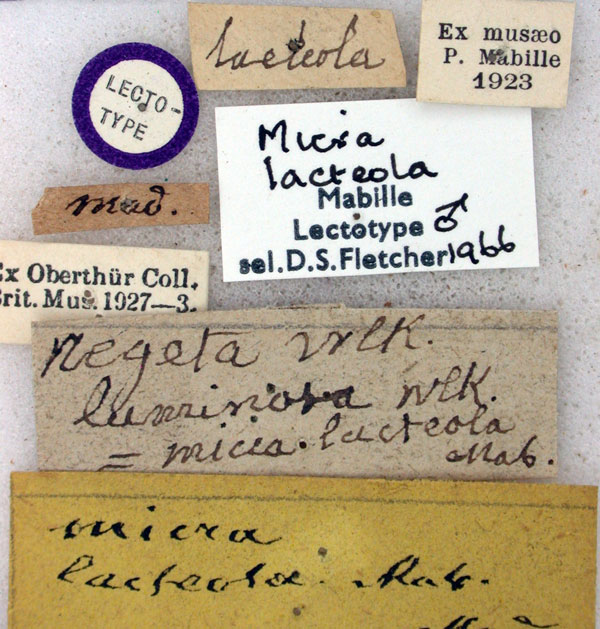 lacteola
Ex musæo
P. Mabille
1923
LECTO-
TYPE
Micra
lacteola
Mabille
Lectotype ♂
sel. D.S. Fletcher 1966
mad.
Ex Oberthür Coll.
Brit. Mus. 1927—3.
negeta wlk.
luminosa wlk.
= micra lacteola
Mab.
micra
lacteola. Mab.